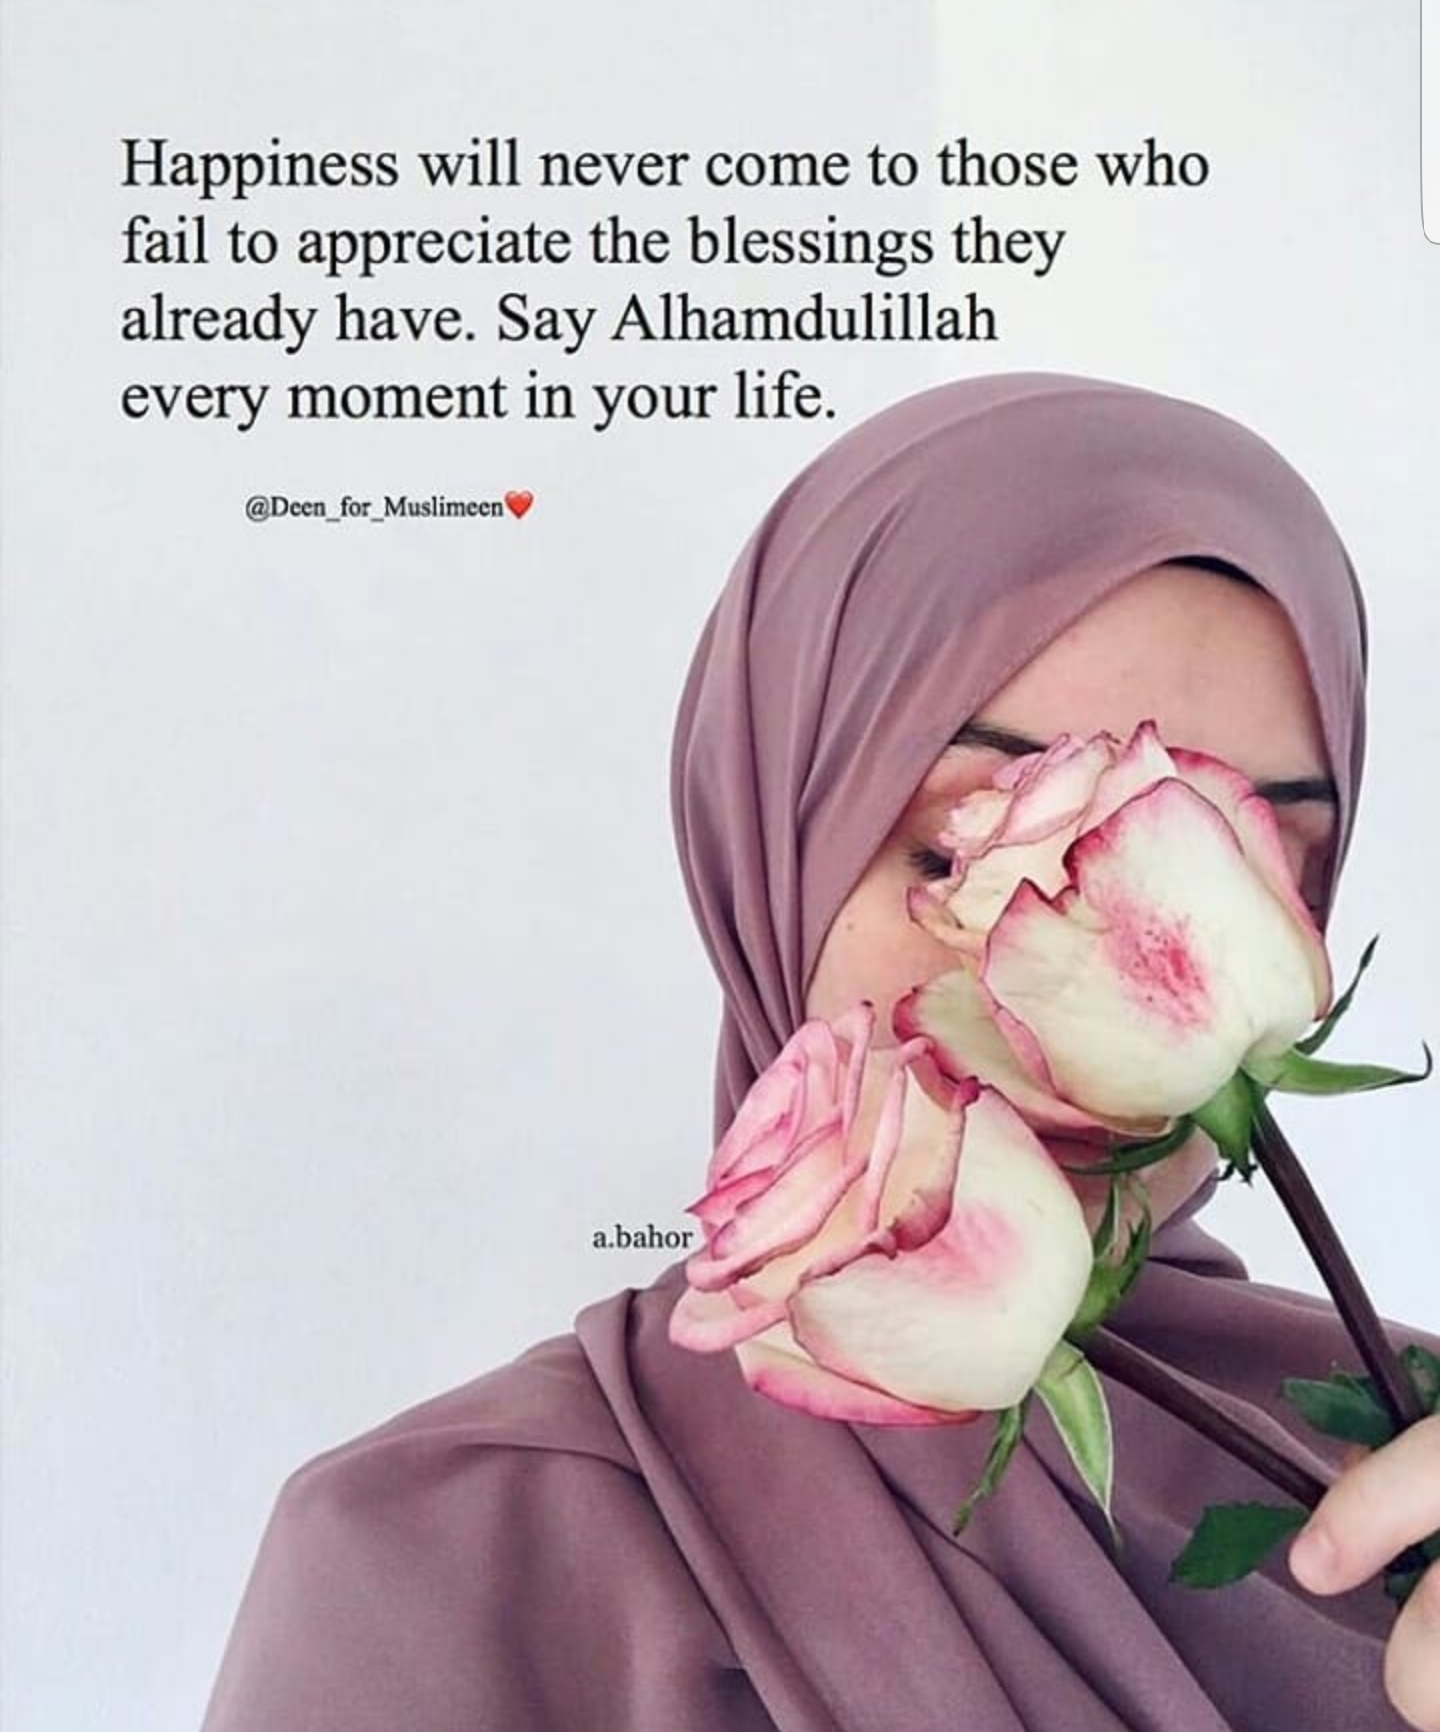 Happiness will never come to those who
fail to appreciate the blessings they
already have. Say Alhamdulillah
every moment in your life.
@Deen_for_Muslimeen❤️
a.bahor